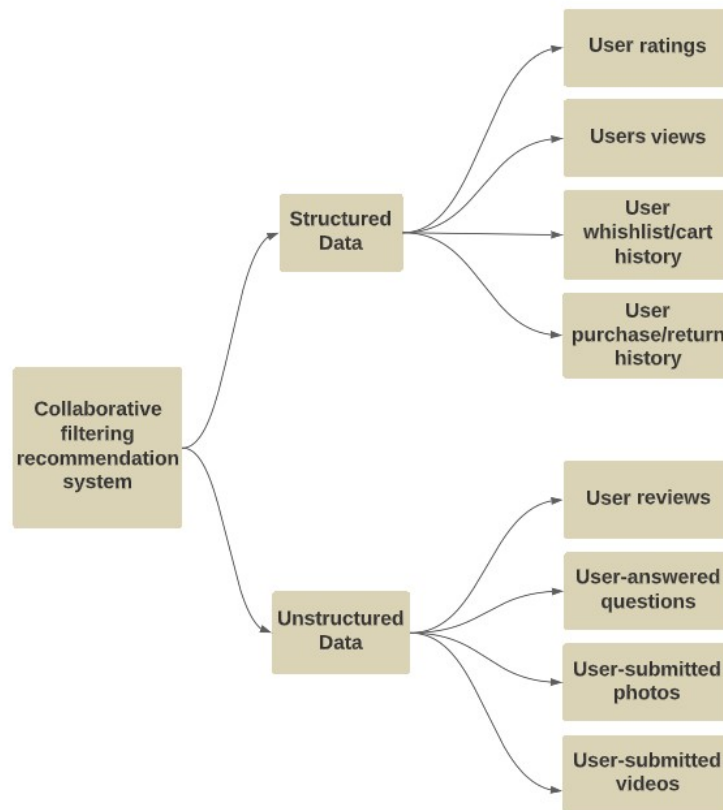 Collaborative
filtering
recommendation
system
Structured
Data
User ratings
Users views
User
whishlist/cart
history
User
purchase/return
history
Unstructured
Data
User reviews
User-answered
questions
User-submitted
photos
User-submitted
videos